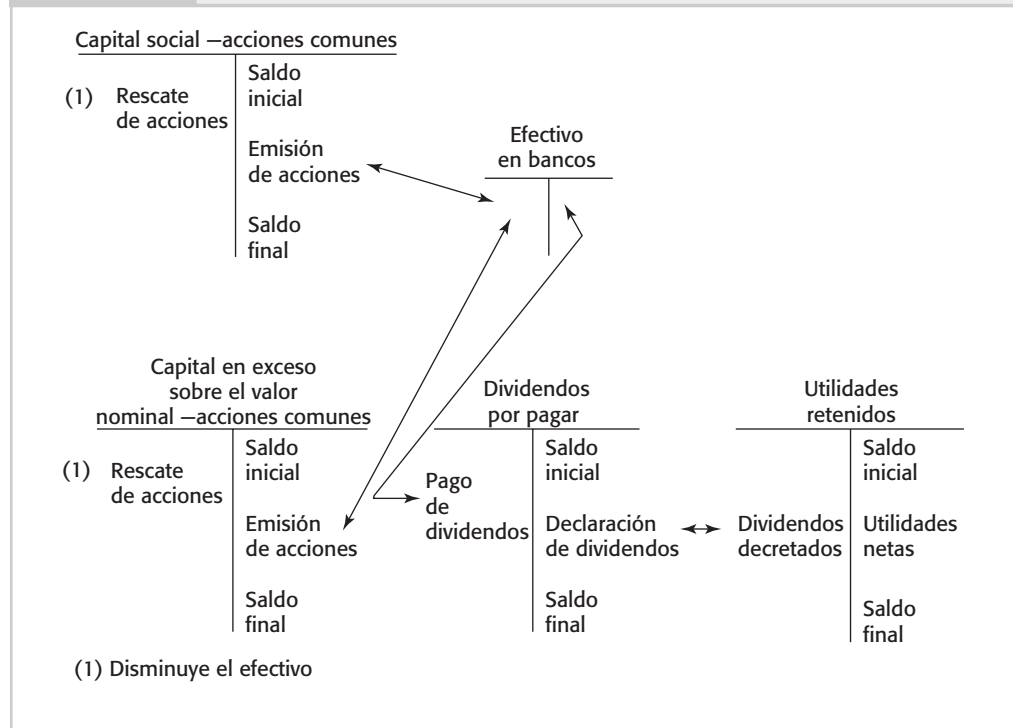 Capital social —acciones comunes
Saldo
inicial
(1) Rescate
de acciones
Emisión
de acciones
Saldo
final
Efectivo
en bancos
Capital en exceso
sobre el valor
nominal —acciones comunes
Saldo
inicial
(1) Rescate
de acciones
Emisión
de acciones
Saldo
final
Dividendos
por pagar
Saldo
inicial
Pago
de
dividendos
Declaración
de dividendos
Saldo
final
Utilidades
retenidos
Saldo
inicial
Dividendos
decretados
Utilidades
netas
Saldo
final
(1) Disminuye el efectivo